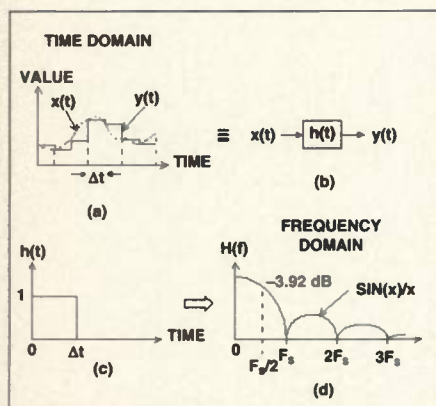 TIME DOMAIN
VALUE
x(t)
y(t)
TIME
Δt
(a)
≡
x(t)
h(t)
y(t)
(b)
FREQUENCY
DOMAIN
h(t)
1
0
Δt
TIME
(c)
H(f)
–3.92 dB
SIN(x)/x
0
Fs/2
Fs
2Fs
3Fs
(d)